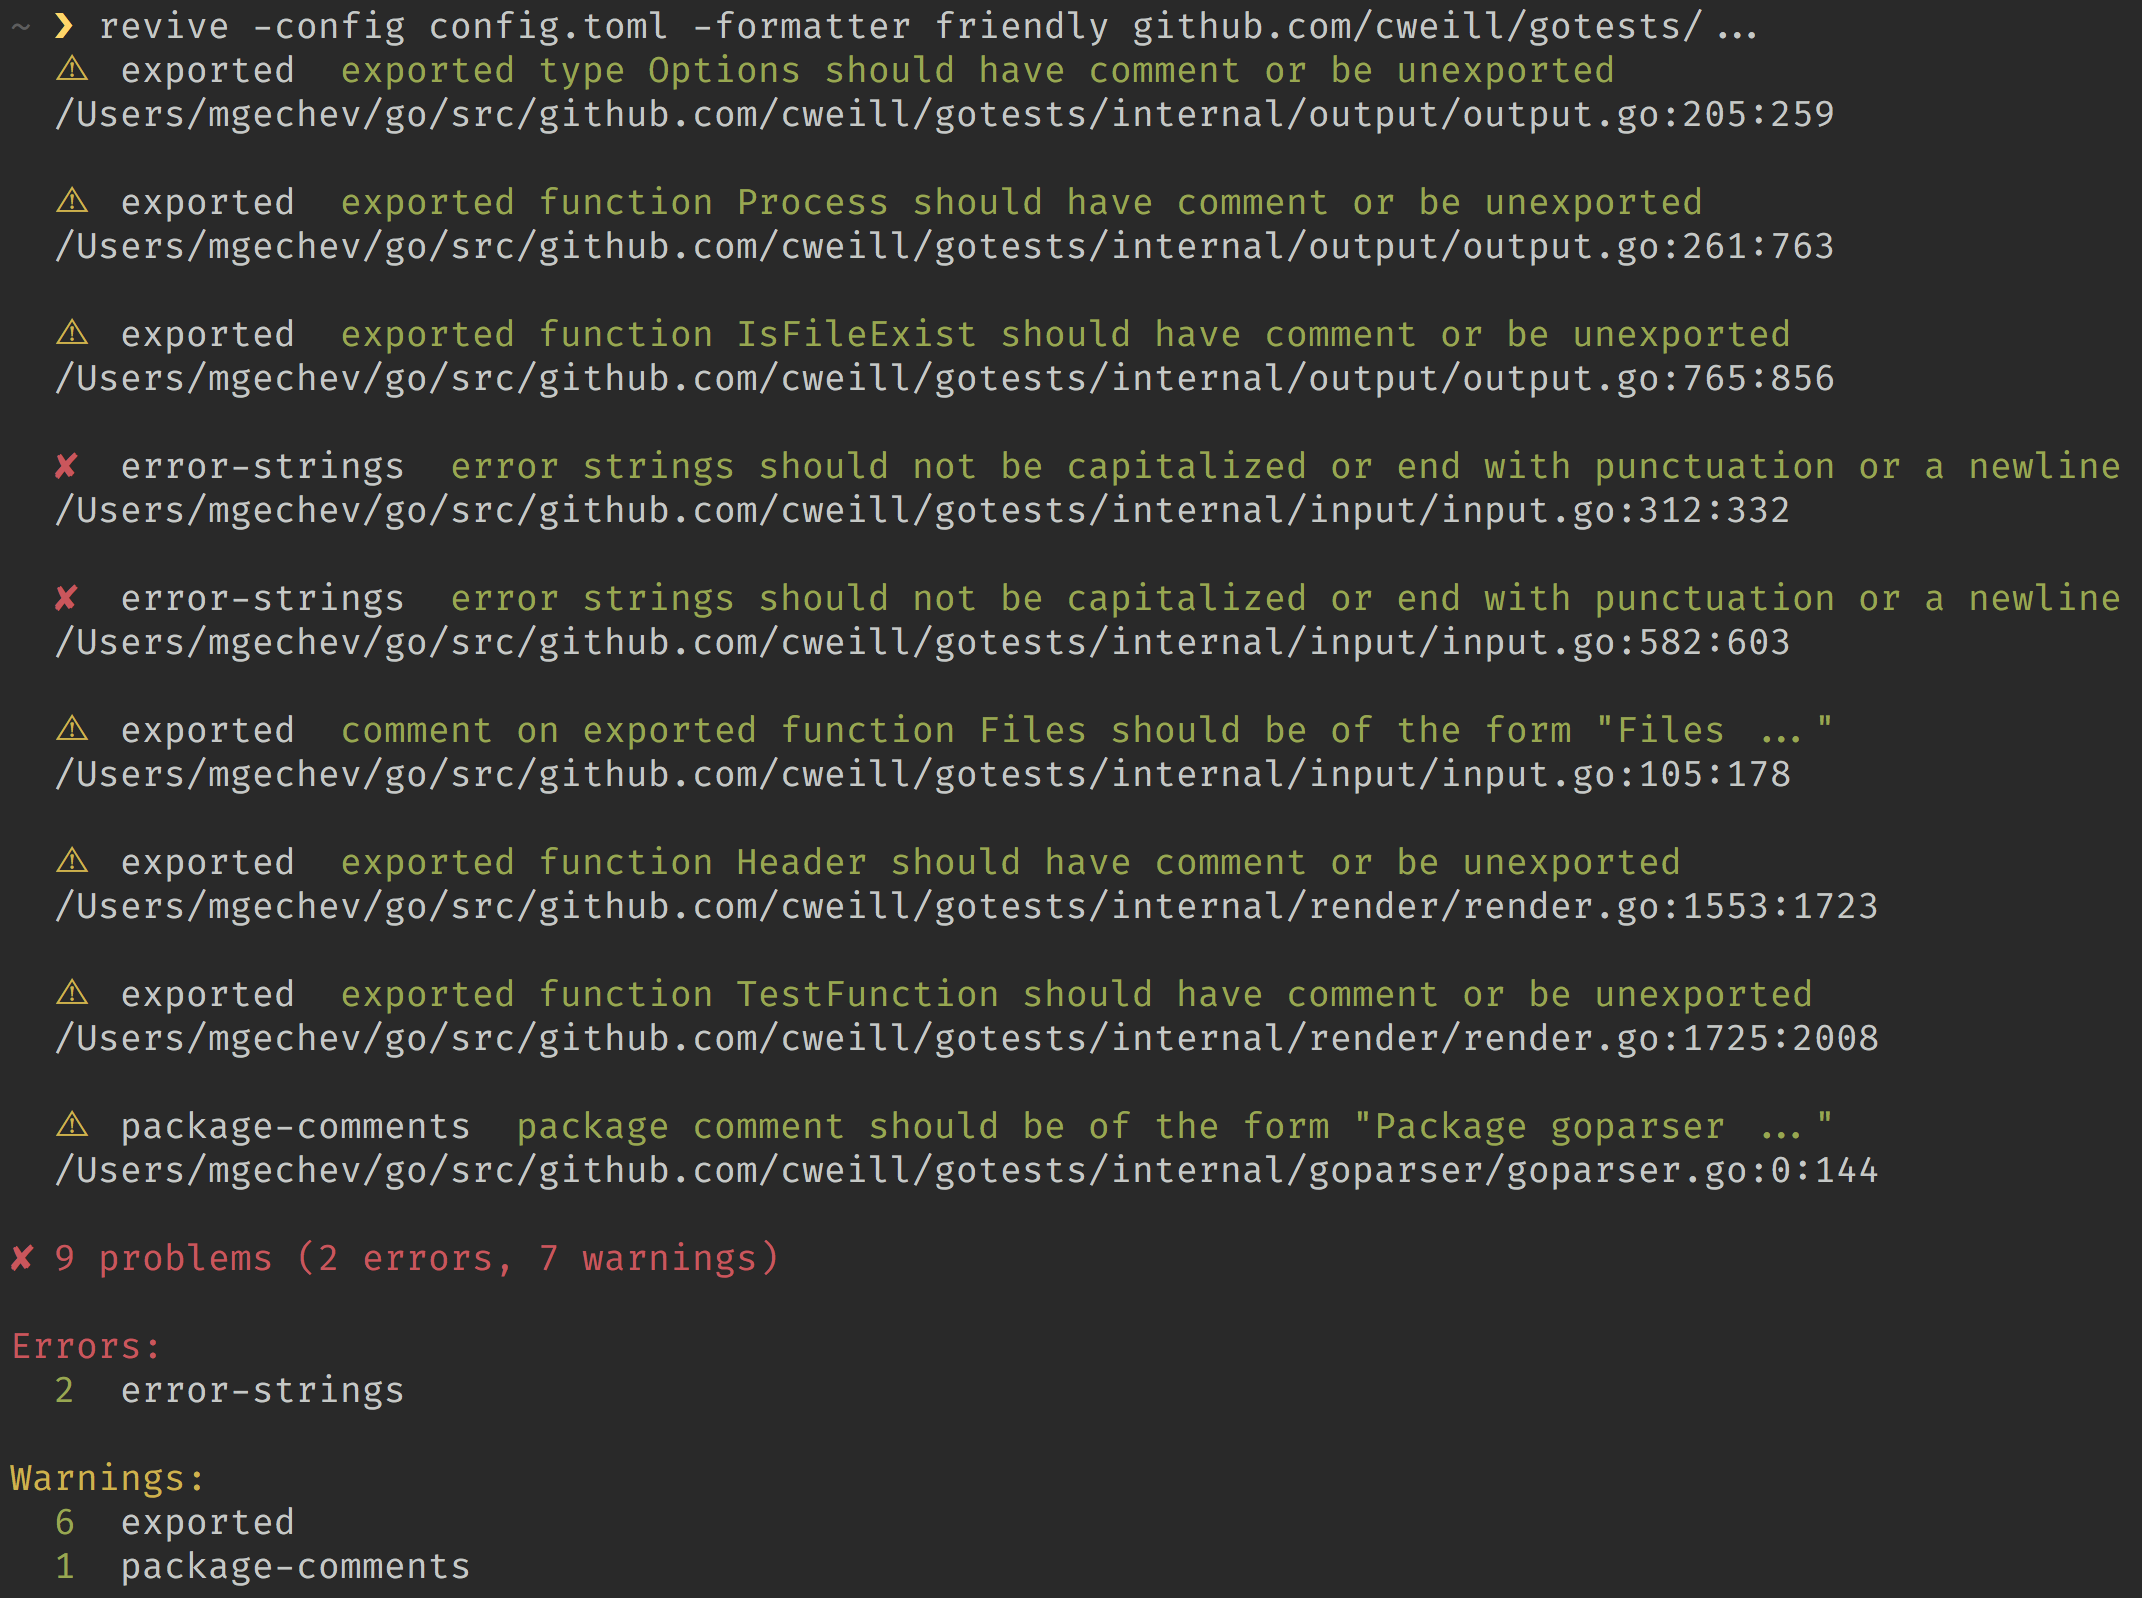 ~ ❯ revive -config config.toml -formatter friendly github.com/cweill/gotests/...
⚠ exported exported type Options should have comment or be unexported
/Users/mgechev/go/src/github.com/cweill/gotests/internal/output/output.go:205:259
⚠ exported exported function Process should have comment or be unexported
/Users/mgechev/go/src/github.com/cweill/gotests/internal/output/output.go:261:763
⚠ exported exported function IsFileExist should have comment or be unexported
/Users/mgechev/go/src/github.com/cweill/gotests/internal/output/output.go:765:856
✘ error-strings error strings should not be capitalized or end with punctuation or a newline
/Users/mgechev/go/src/github.com/cweill/gotests/internal/input/input.go:312:332
✘ error-strings error strings should not be capitalized or end with punctuation or a newline
/Users/mgechev/go/src/github.com/cweill/gotests/internal/input/input.go:582:603
⚠ exported comment on exported function Files should be of the form "Files ..."
/Users/mgechev/go/src/github.com/cweill/gotests/internal/input/input.go:105:178
⚠ exported exported function Header should have comment or be unexported
/Users/mgechev/go/src/github.com/cweill/gotests/internal/render/render.go:1553:1723
⚠ exported exported function TestFunction should have comment or be unexported
/Users/mgechev/go/src/github.com/cweill/gotests/internal/render/render.go:1725:2008
⚠ package-comments package comment should be of the form "Package goparser ..."
/Users/mgechev/go/src/github.com/cweill/gotests/internal/goparser/goparser.go:0:144
✘ 9 problems (2 errors, 7 warnings)
Errors:
2 error-strings
Warnings:
6 exported
1 package-comments